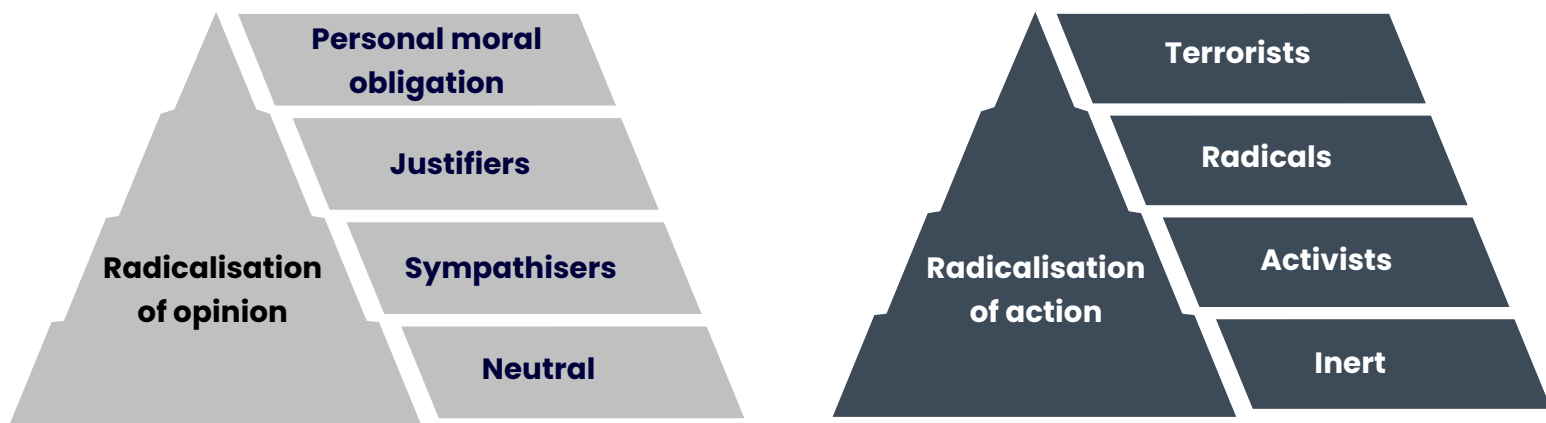 Personal moral
obligation
Justifiers
Sympathisers
Neutral
Radicalisation
of opinion
Terrorists
Radicals
Activists
Inert
Radicalisation
of action